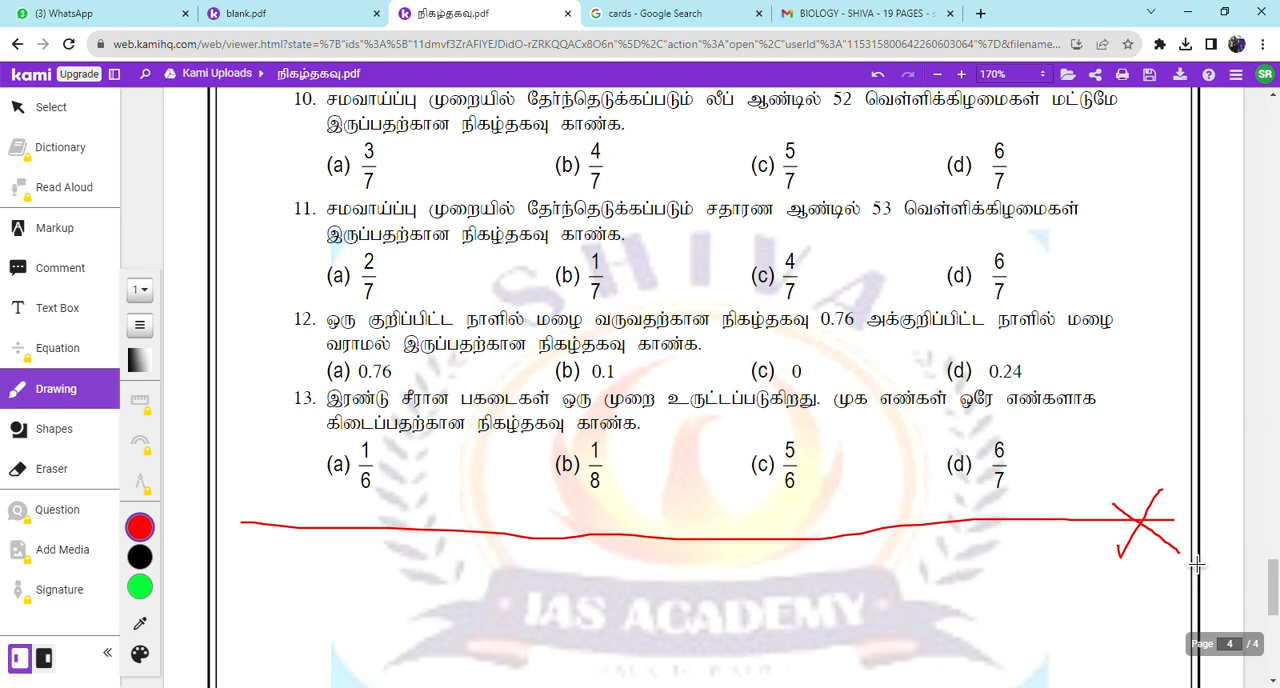 (3) WhatsApp
blank.pdf
நிகழ்தகவு.pdf
cards - Google Search
BIOLOGY - SHIVA - 19 PAGES - s
web.kamihq.com/web/viewer.html?state=%7B"ids"%3A%5B"11dmvf3ZrAFIYEJDidO-rZRKQQACx8O6n"%5D%2C"action"%3A"open"%2C"userId"%3A"115315800642260603064"%7D&filename...
kami Upgrade
Kami Uploads
நிகழ்தகவு.pdf
170%
SR
Select
Dictionary
Read Aloud
Markup
Comment
Text Box
Equation
Drawing
Shapes
Eraser
Question
Add Media
Signature
1
10. சமவாய்ப்பு முறையில் தேர்ந்தெடுக்கப்படும் லீப் ஆண்டில் 52 வெள்ளிக்கிழமைகள் மட்டுமே
இருப்பதற்கான நிகழ்தகவு காண்க.
(a) 3/7 (b) 4/7 (c) 5/7 (d) 6/7
11. சமவாய்ப்பு முறையில் தேர்ந்தெடுக்கப்படும் சதாரண ஆண்டில் 53 வெள்ளிக்கிழமைகள்
இருப்பதற்கான நிகழ்தகவு காண்க.
(a) 2/7 (b) 1/7 (c) 4/7 (d) 6/7
12. ஒரு குறிப்பிட்ட நாளில் மழை வருவதற்கான நிகழ்தகவு 0.76 அக்குறிப்பிட்ட நாளில் மழை
வராமல் இருப்பதற்கான நிகழ்தகவு காண்க.
(a) 0.76 (b) 0.1 (c) 0 (d) 0.24
13. இரண்டு சீரான பகடைகள் ஒரு முறை உருட்டப்படுகிறது. முக எண்கள் ஒரே எண்களாக
கிடைப்பதற்கான நிகழ்தகவு காண்க.
(a) 1/6 (b) 1/8 (c) 5/6 (d) 6/7
SHIVA
IAS ACADEMY
Page 4 / 4